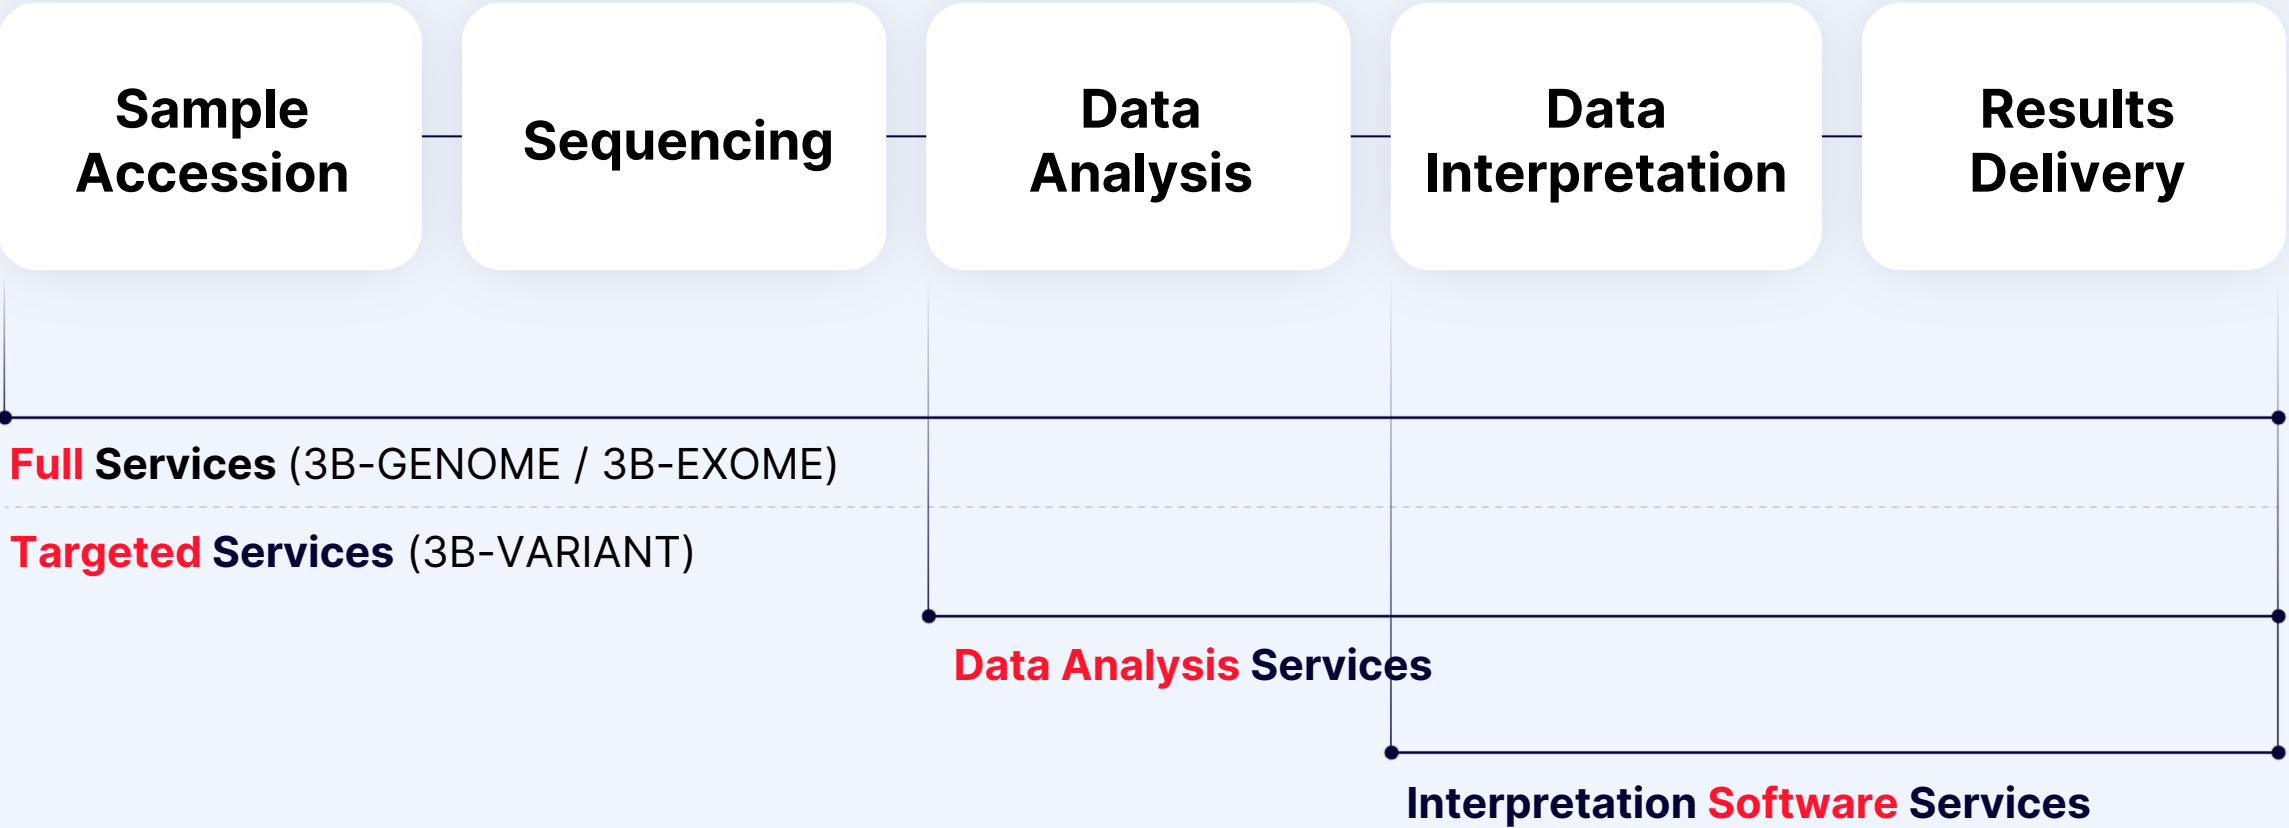 Sample
Accession
Sequencing
Data
Analysis
Data
Interpretation
Results
Delivery
Full Services (3B-GENOME / 3B-EXOME)
Targeted Services (3B-VARIANT)
Data Analysis Services
Interpretation Software Services